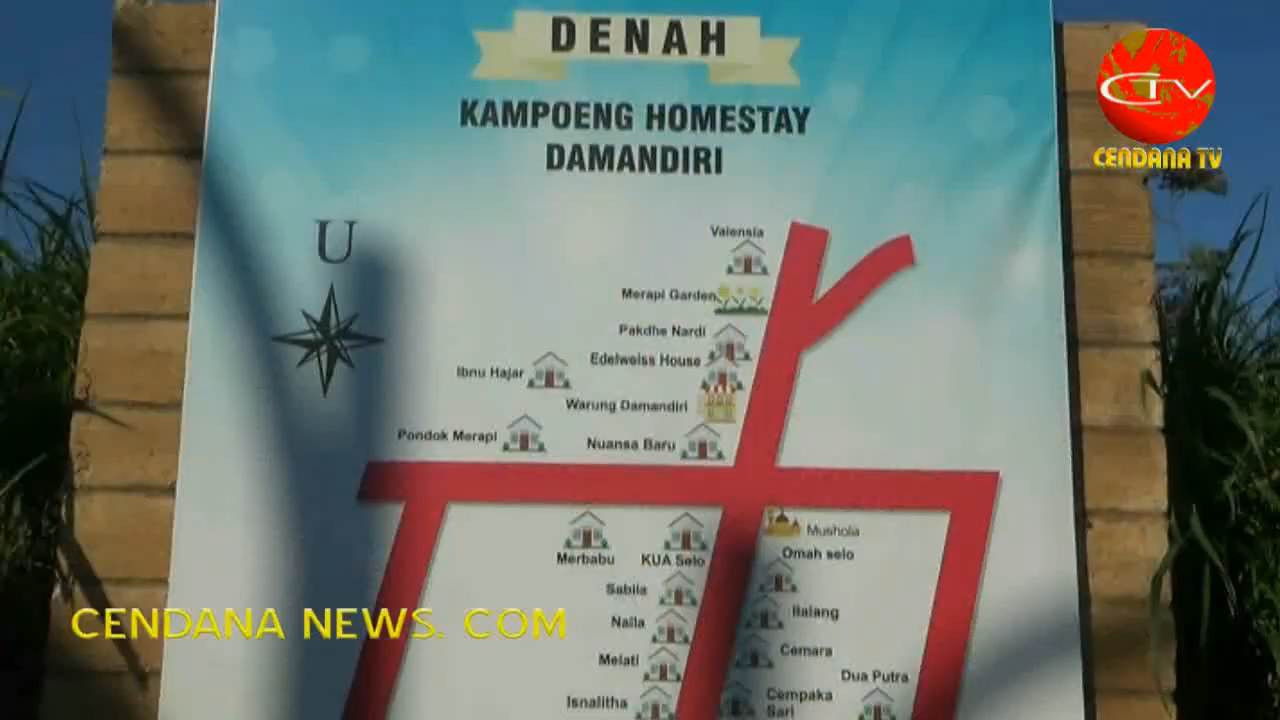 DENAH
KAMPOENG HOMESTAY
DAMANDIRI
CTV
CENDANA TV
U
Valensia
Merapi Garden
Pakdhe Nardi
Edelweiss House
Ibnu Hajar
Warung Damandiri
Pondok Merapi
Nuansa Baru
Mushola
Merbabu
KUA Selo
Omah selo
Sabila
Ilalang
Naila
Cemara
Melati
Dua Putra
Isnalitha
Cempaka
Sari
CENDANA NEWS. COM